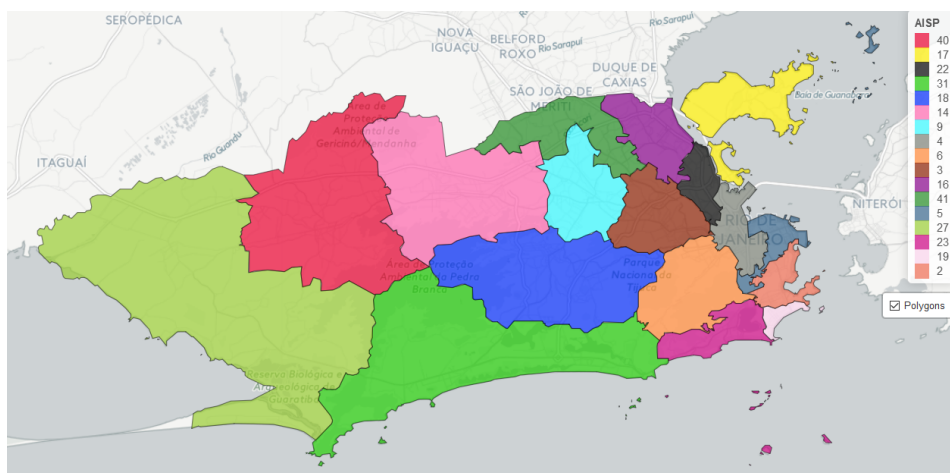 SEROPÉDICA
NOVA
IGUAÇU
BELFORD
ROXO
Rio Sarapuí
Rio Sarapuí
DUQUE DE
CAXIAS
SÃO JOÃO DE
MERITI
Área de
Proteção
Ambiental de
Gericinó/Mendanha
Rio Guandu
ITAGUAÍ
Baía de Guanabara
NITERÓI
RIO DE
JANEIRO
Área de Proteção
Ambiental da Pedra
Branca
Parque
Nacional da
Tijuca
Reserva Biológica e
Arqueológica de
Guaratiba
AISP
40
17
22
31
18
14
9
4
6
3
16
41
5
27
23
19
2
Polygons